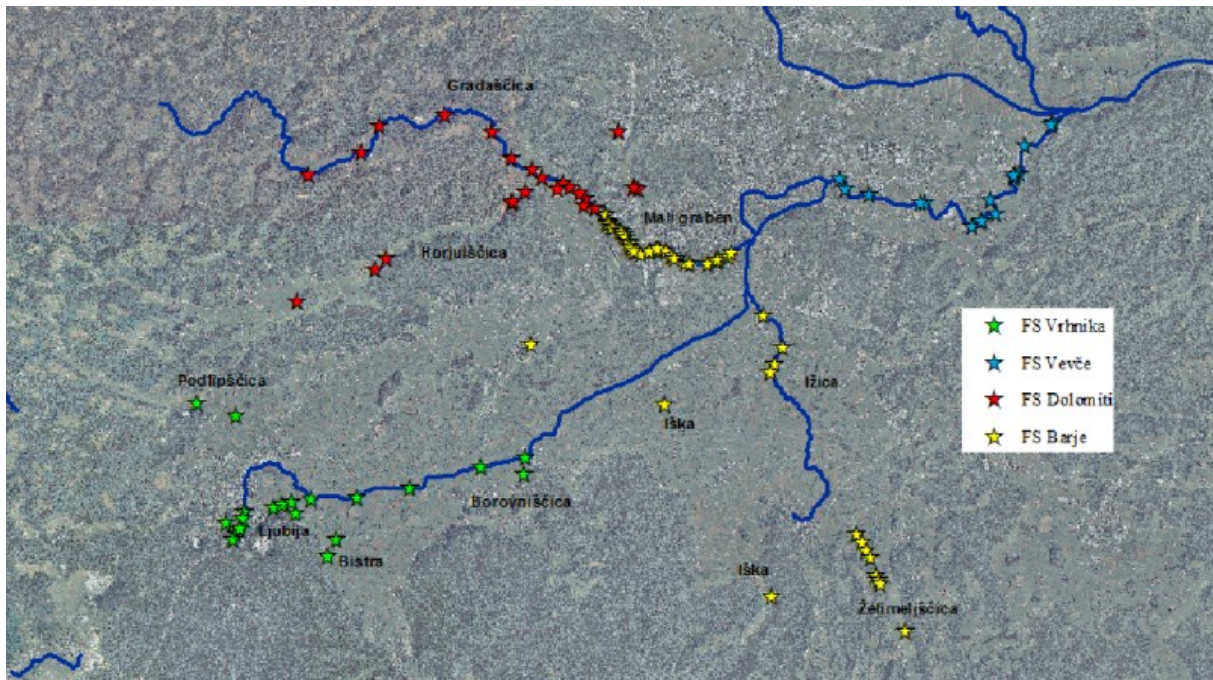 Gradaščica
Mali graben
Horjulščica
FS Vrhnika
FS Vevče
FS Dolomiti
FS Barje
Podlipščica
Ižica
Iška
Borovniščica
Ljubija
Bistra
Iška
Želimeljščica